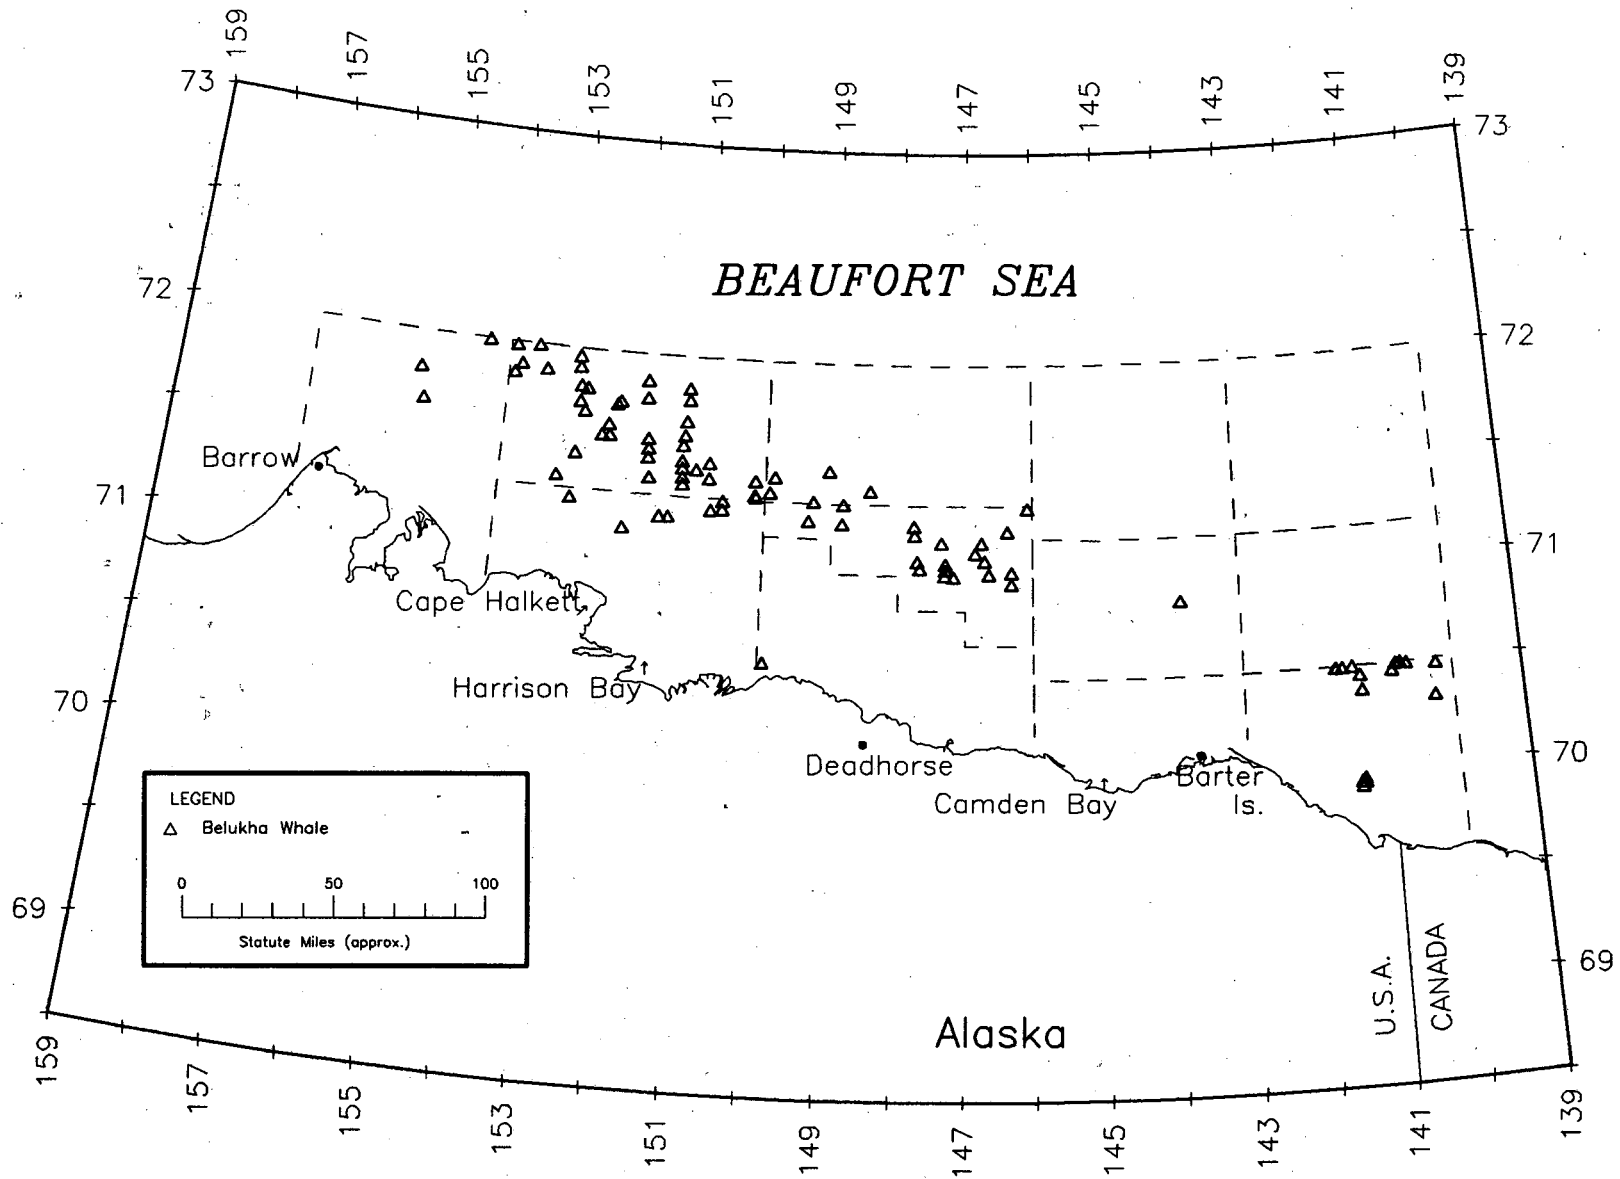 159
157
155
153
151
149
147
145
143
141
139
73
73
BEAUFORT SEA
72
72
Barrow
71
71
Cape Halkett
Harrison Bay
70
70
Deadhorse
Camden Bay
Barter
Is.
LEGEND
Belukha Whale
0 50 100
Statute Miles (approx.)
69
69
U.S.A.
CANADA
Alaska
159
157
155
153
151
149
147
145
143
141
139